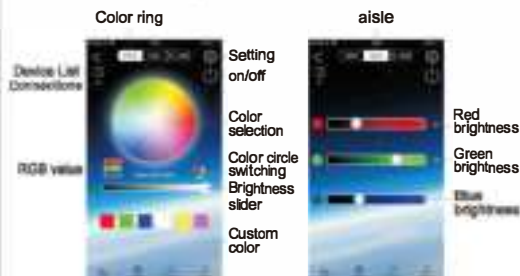 Color ring
aisle
Setting
on/off
Device List
Connections
Color
selection
RGB value
Color circle
switching
Brightness
slider
Custom
color
Red
brightness
Green
brightness
Blue
brightness